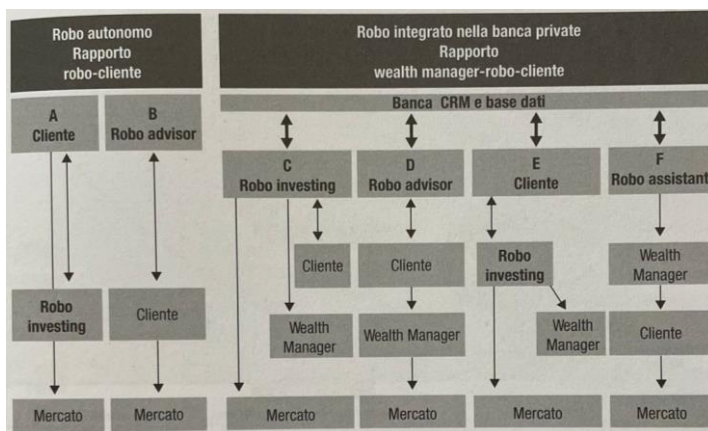 Robo autonomo
Rapporto
robo-cliente
Robo integrato nella banca private
Rapporto
wealth manager-robo-cliente
Banca CRM e base dati
A
Cliente
B
Robo advisor
C
Robo investing
D
Robo advisor
E
Cliente
F
Robo assistant
Cliente
Cliente
Robo
investing
Wealth
Manager
Robo
investing
Cliente
Wealth
Manager
Wealth Manager
Wealth
Manager
Cliente
Mercato
Mercato
Mercato
Mercato
Mercato
Mercato